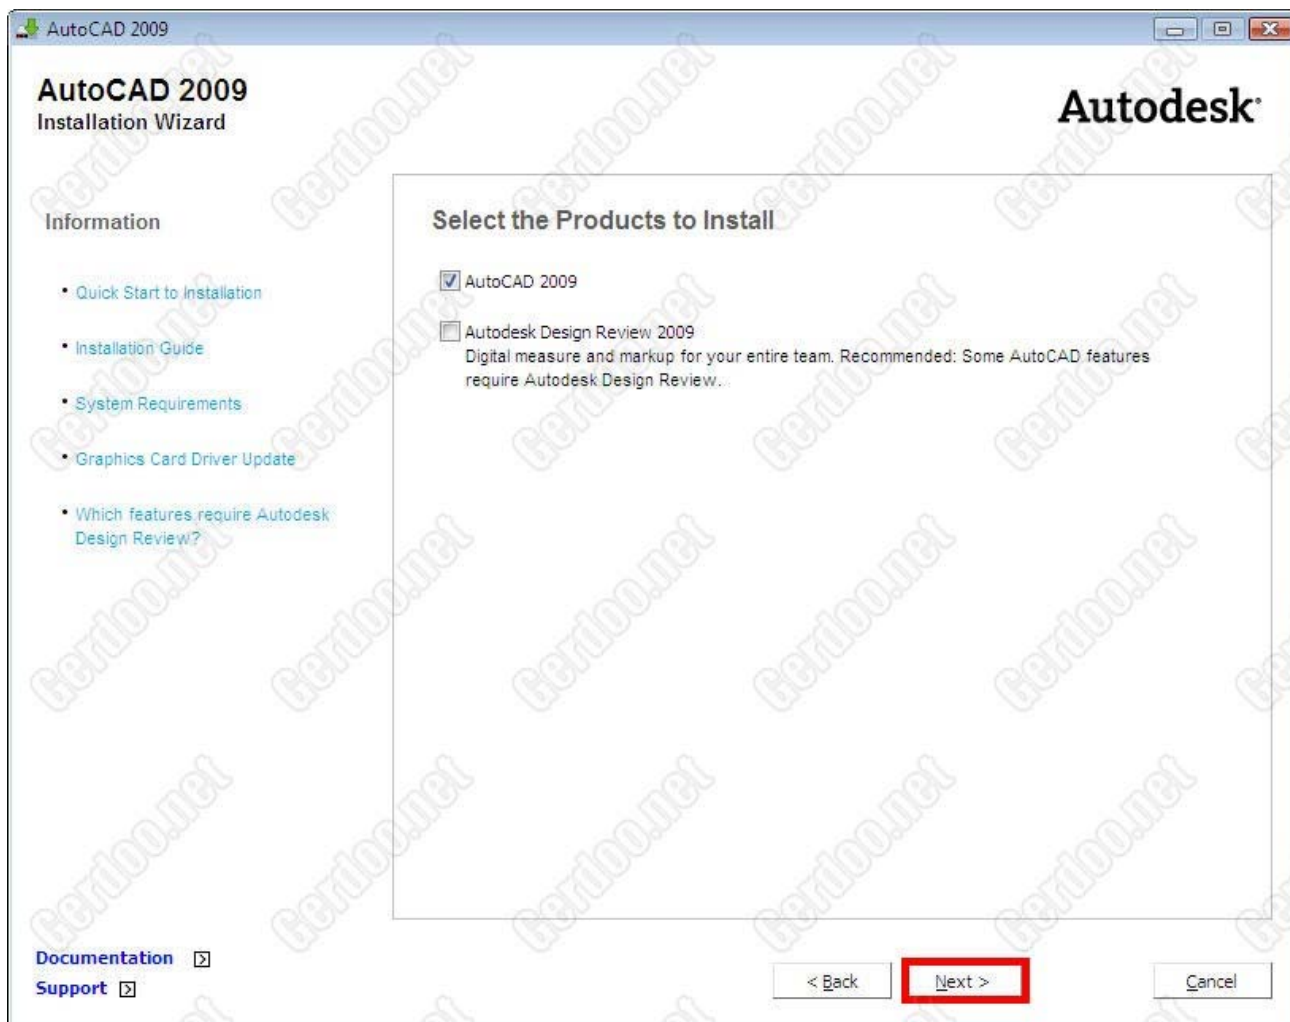 AutoCAD 2009
AutoCAD 2009
Installation Wizard
Autodesk
Information
Quick Start to Installation
Installation Guide
System Requirements
Graphics Card Driver Update
Which features require Autodesk
Design Review?
Select the Products to Install
AutoCAD 2009
Autodesk Design Review 2009
Digital measure and markup for your entire team. Recommended: Some AutoCAD features
require Autodesk Design Review.
Documentation
Support
< Back
Next >
Cancel
Gerdoo.net